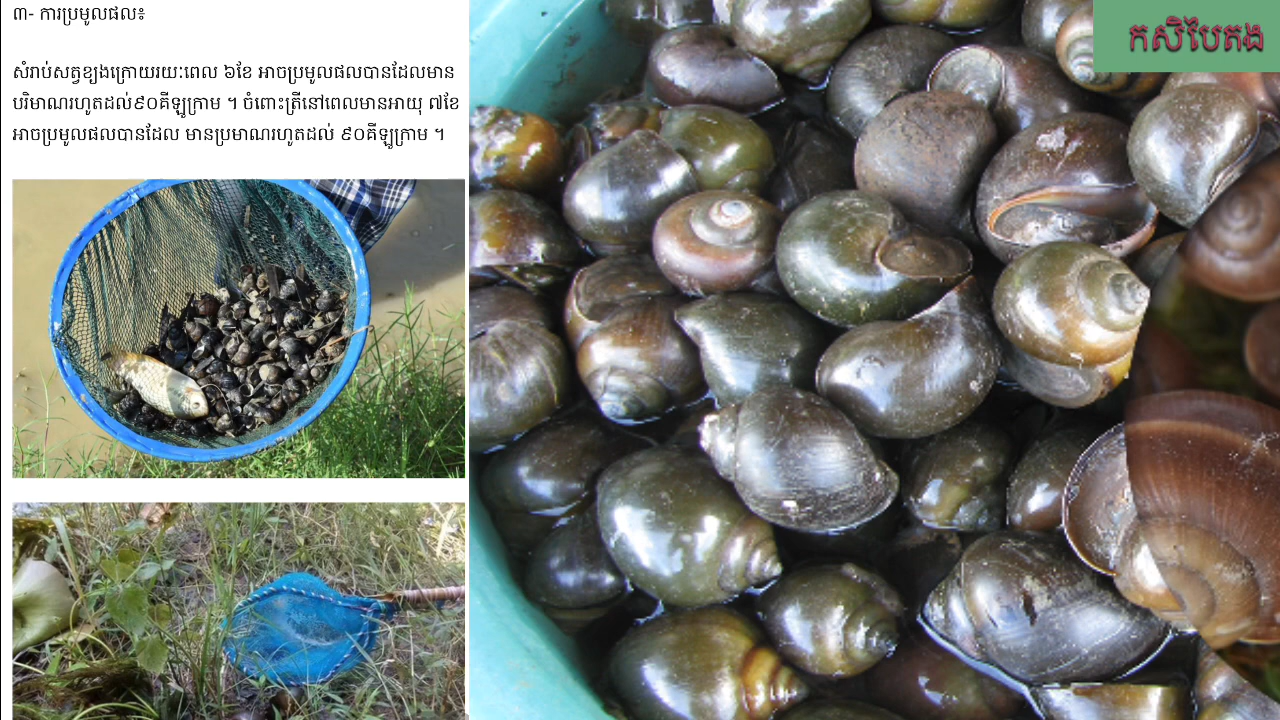 ៣- ការប្រមូលផល៖
សំរាប់សត្វខ្យងក្រោយរយៈពេល ៦ខែ អាចប្រមូលផលបានដែលមាន
បរិមាណរហូតដល់៩០គីឡូក្រាម ។ ចំពោះត្រីនៅពេលមានអាយុ ៧ខែ
អាចប្រមូលផលបានដែល មានប្រមាណរហូតដល់ ៩០គីឡូក្រាម ។
កសិបៃតង